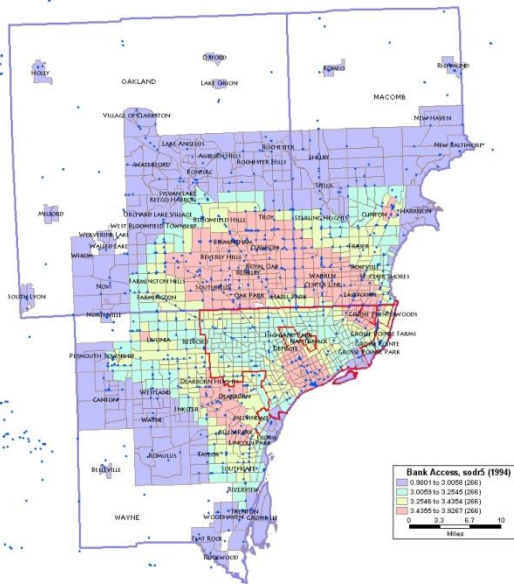 OXFORD
HOLLY
ROMEO
RICHMOND
OAKLAND
LAKE ORION
MACOMB
VILLAGE OF CLARKSTON
NEW HAVEN
LAKE ANGELUS
ROCHESTER
NEW BALTIMORE
AUBURN HILLS
SHELBY
WATERFORD
ROCHESTER HILLS
PONTIAC
UTICA
SYLVAN LAKE
KEEGO HARBOR
MILFORD
ORCHARD LAKE VILLAGE
BLOOMFIELD HILLS
TROY
STERLING HEIGHTS
CLINTON
HARRISON
WEST BLOOMFIELD TOWNSHIP
WOLVERINE LAKE
WALLED LAKE
BIRMINGHAM
CLAWSON
FRASER
WIXOM
BEVERLY HILLS
ROYAL OAK
BERKLEY
WARREN
ROSEVILLE
ST. CLAIR SHORES
FARMINGTON HILLS
CENTER LINE
SOUTH LYON
NOVI
SOUTHFIELD
FARMINGTON
OAK PARK
HAZEL PARK
EASTPOINTE
NORTHVILLE
GROSSE POINTE WOODS
LIVONIA
REDFORD
HIGHLAND PARK
HAMTRAMCK
GROSSE POINTE FARMS
DETROIT
GROSSE POINTE
GROSSE POINTE PARK
PLYMOUTH TOWNSHIP
DEARBORN HEIGHTS
WESTLAND
DEARBORN
CANTON
INKSTER
MELVINDALE
ALLEN PARK
LINCOLN PARK
ROMULUS
TAYLOR
BELLEVILLE
SOUTHGATE
RIVERVIEW
WAYNE
TRENTON
WOODHAVEN
GROSSE ILE
FLAT ROCK
ROCKWOOD
Bank Access, sodr5 (1994)
0.9801 to 3.0058 (266)
3.0059 to 3.2545 (266)
3.2546 to 3.4354 (266)
3.4355 to 3.9267 (266)
0 3.3 6.7 10
Miles